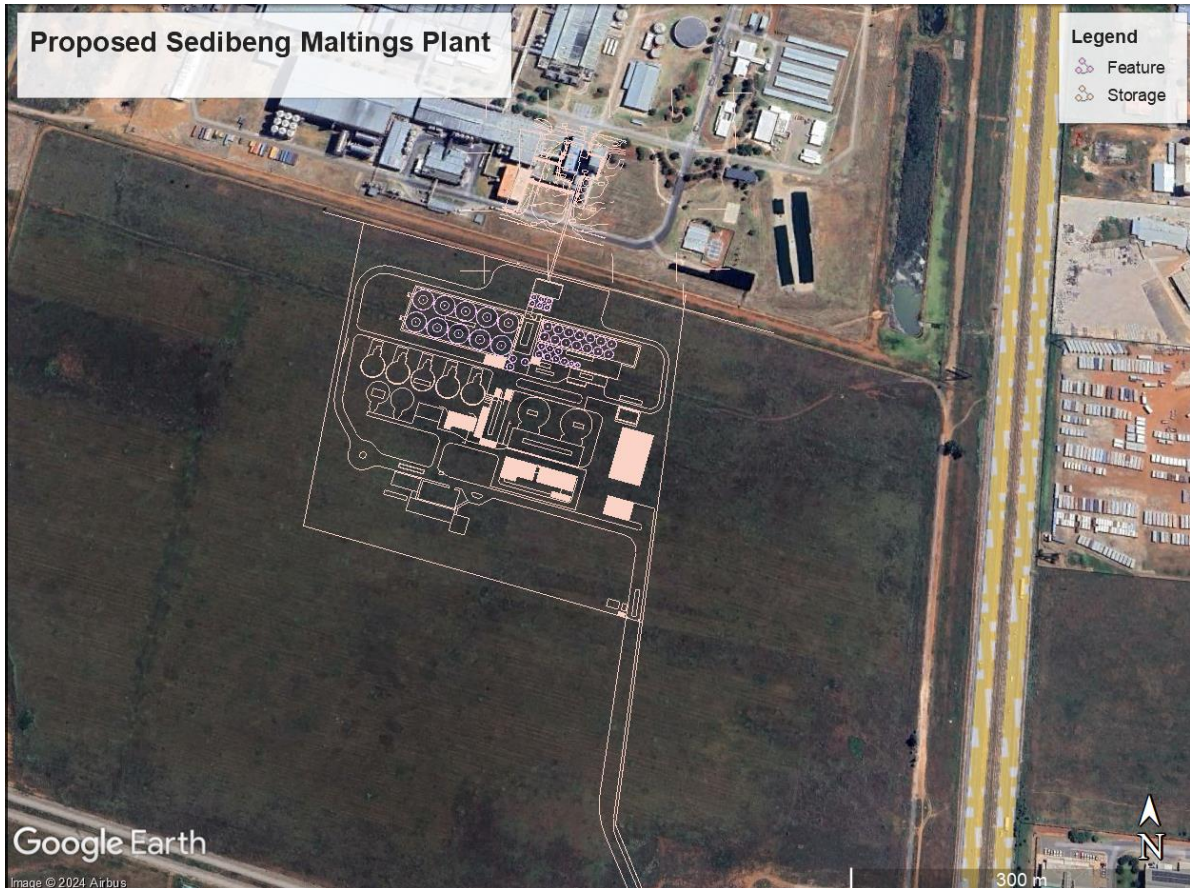 Proposed Sedibeng Maltings Plant
Legend
Feature
Storage
Google Earth
Image © 2024 Airbus
300 m
N